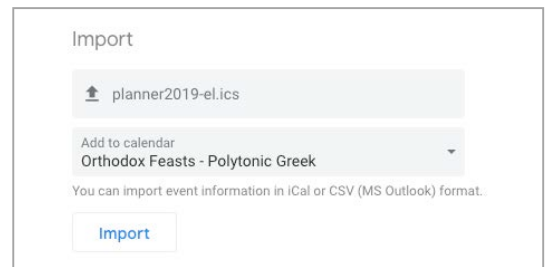 Import
planner2019-el.ics
Add to calendar
Orthodox Feasts - Polytonic Greek
You can import event information in iCal or CSV (MS Outlook) format.
Import